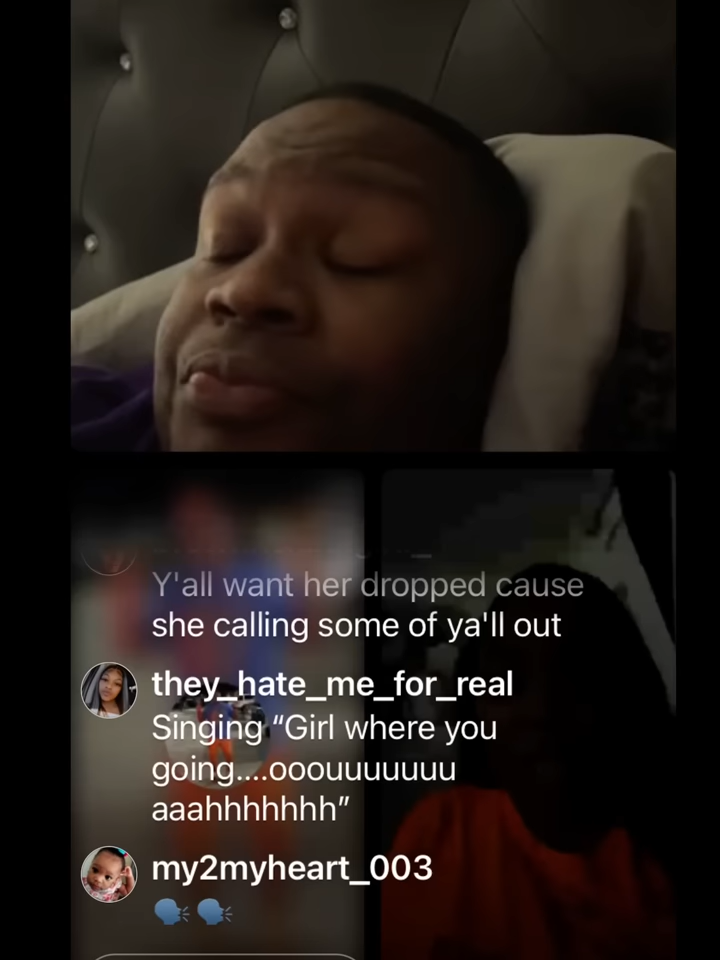 Y'all want her dropped cause
she calling some of ya'll out
they_hate_me_for_real
Singing “Girl where you
going....ooouuuuuuu
aaahhhhhhh”
my2myheart_003